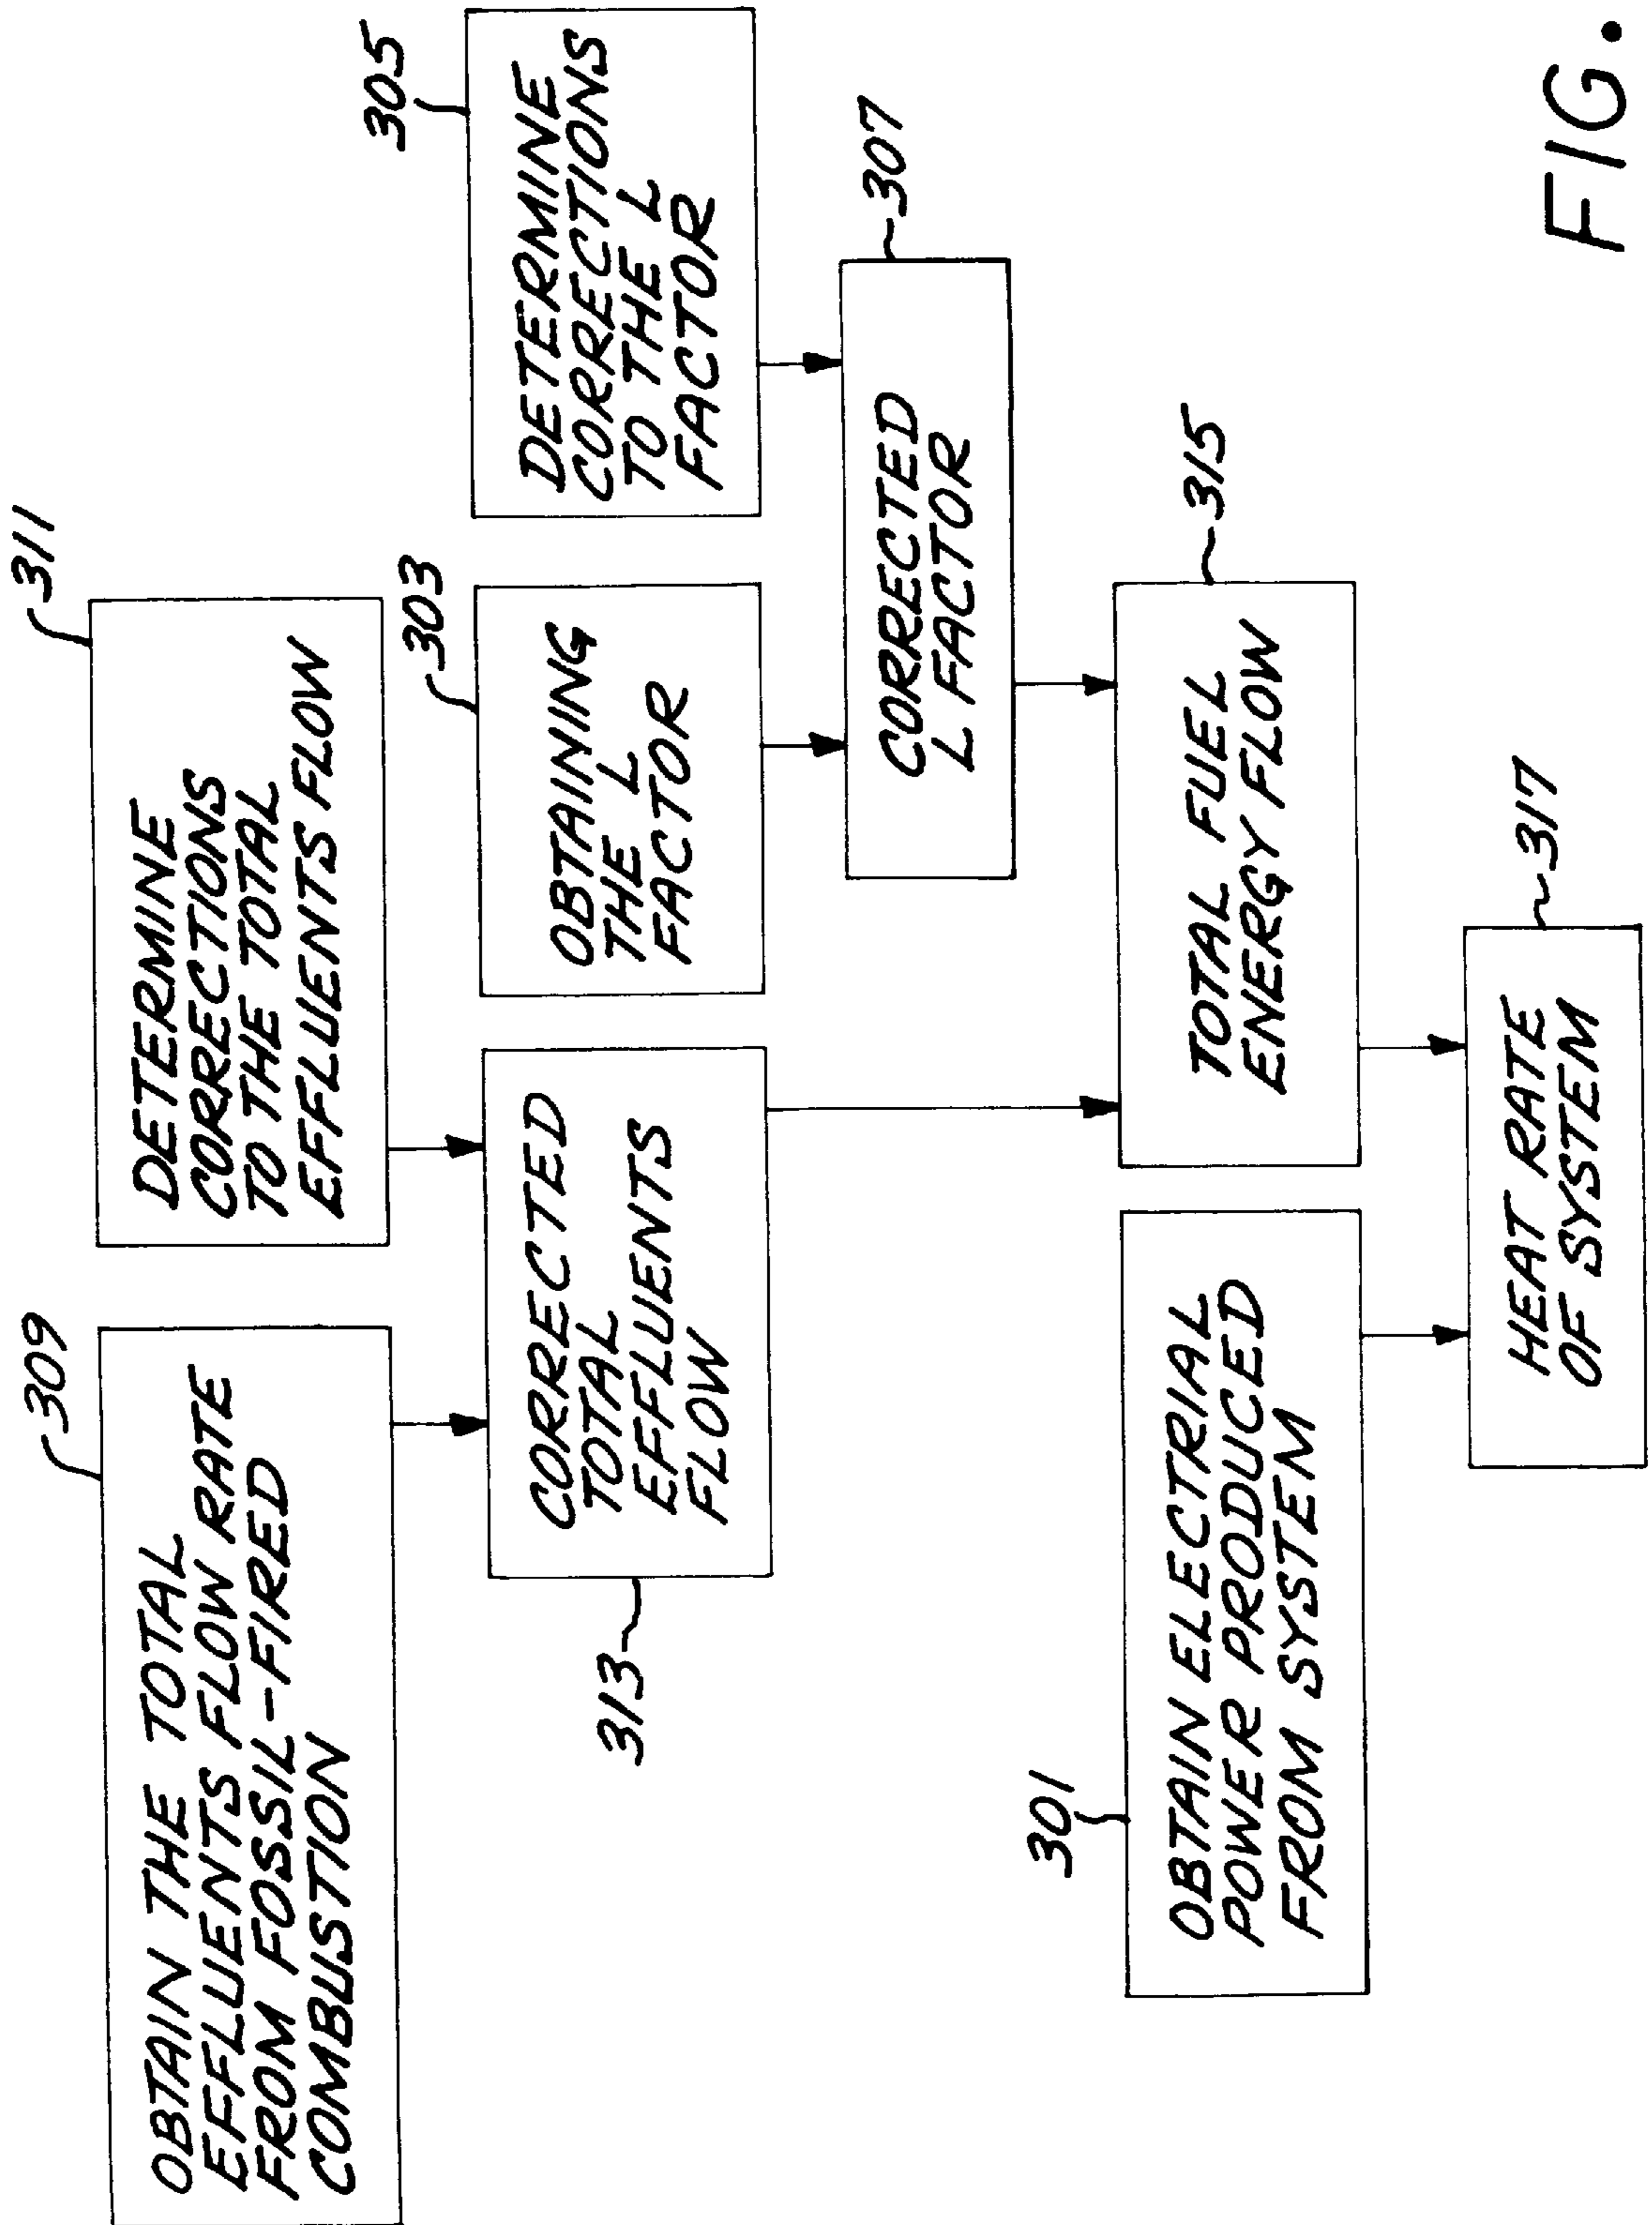 309
OBTAIN THE TOTAL
EFFLUENTS FLOW RATE
FROM FOSSIL-FIRED
COMBUSTION
311
DETERMINE
CORRECTIONS
TO THE TOTAL
EFFLUENTS FLOW
313
CORRECTED
TOTAL
EFFLUENTS
FLOW
303
OBTAINING
THE L
FACTOR
305
DETERMINE
CORRECTIONS
TO THE L
FACTOR
307
CORRECTED
L FACTOR
301
OBTAIN ELECTRIAL
POWER PRODUCED
FROM SYSTEM
315
TOTAL FUEL
ENERGY FLOW
317
HEAT RATE
OF SYSTEM
FIG.